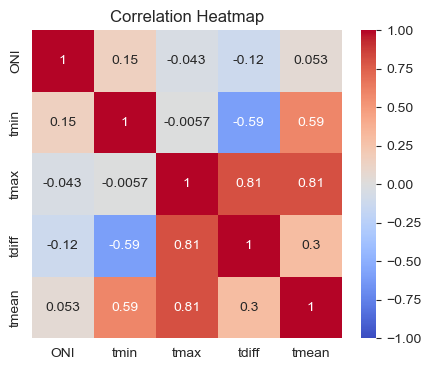 Correlation Heatmap
ONI 1 0.15 -0.043 -0.12 0.053
tmin 0.15 1 -0.0057 -0.59 0.59
tmax -0.043 -0.0057 1 0.81 0.81
tdiff -0.12 -0.59 0.81 1 0.3
tmean 0.053 0.59 0.81 0.3 1
ONI tmin tmax tdiff tmean
1.00
0.75
0.50
0.25
0.00
−0.25
−0.50
−0.75
−1.00